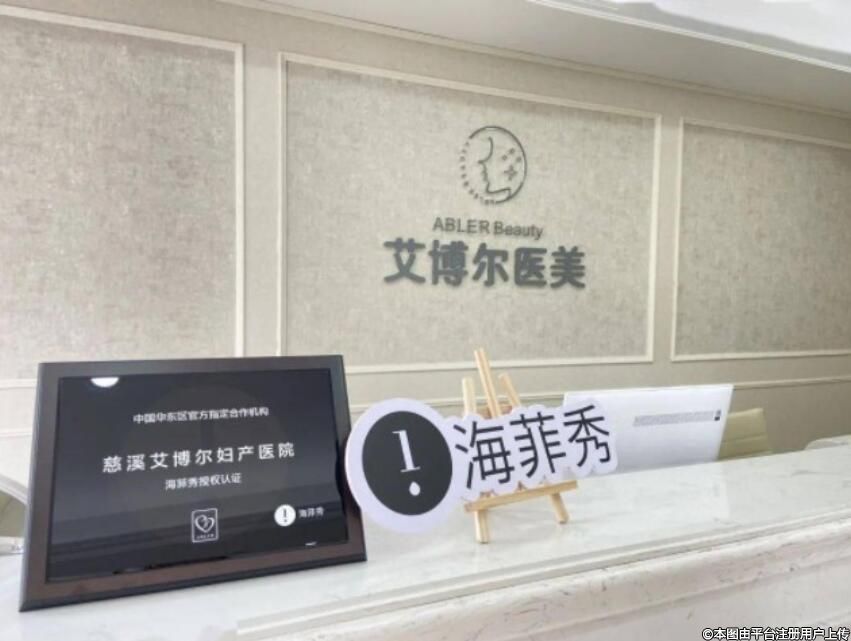 ABLER Beauty
艾博尔医美
中国华东区官方指定合作机构
慈溪艾博尔妇产医院
海菲秀授权认证
海菲秀
海菲秀
©本图由平台注册用户上传